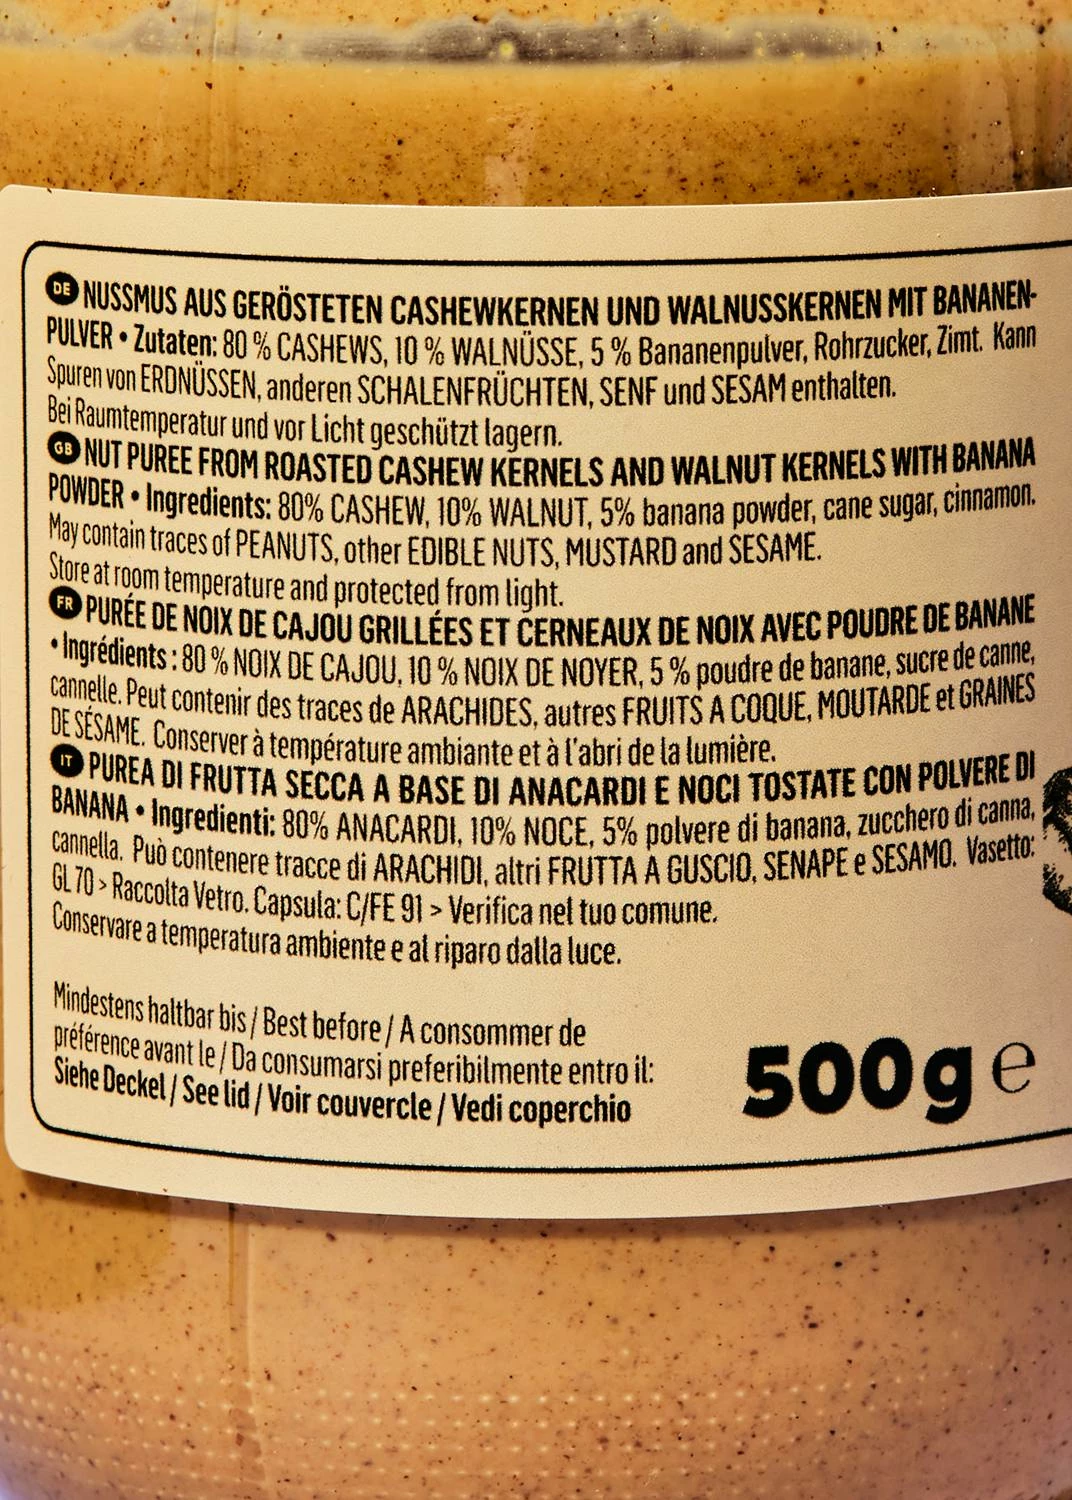 DE NUSSMUS AUS GERÖSTETEN CASHEWKERNEN UND WALNUSSKERNEN MIT BANANEN-
PULVER • Zutaten: 80 % CASHEWS, 10 % WALNÜSSE, 5 % Bananenpulver, Rohrzucker, Zimt. Kann
Spuren von ERDNÜSSEN, anderen SCHALENFRÜCHTEN, SENF und SESAM enthalten.
Bei Raumtemperatur und vor Licht geschützt lagern.
GB NUT PUREE FROM ROASTED CASHEW KERNELS AND WALNUT KERNELS WITH BANANA
POWDER • Ingredients: 80% CASHEW, 10% WALNUT, 5% banana powder, cane sugar, cinnamon.
May contain traces of PEANUTS, other EDIBLE NUTS, MUSTARD and SESAME.
Store at room temperature and protected from light.
FR PURÉE DE NOIX DE CAJOU GRILLÉES ET CERNEAUX DE NOIX AVEC POUDRE DE BANANE
• Ingrédients : 80 % NOIX DE CAJOU, 10 % NOIX DE NOYER, 5 % poudre de banane, sucre de canne,
cannelle. Peut contenir des traces de ARACHIDES, autres FRUITS A COQUE, MOUTARDE et GRAINES
DE SÉSAME. Conserver à température ambiante et à l'abri de la lumière.
IT PUREA DI FRUTTA SECCA A BASE DI ANACARDI E NOCI TOSTATE CON POLVERE DI
BANANA • Ingredienti: 80% ANACARDI, 10% NOCE, 5% polvere di banana, zucchero di canna,
cannella. Può contenere tracce di ARACHIDI, altri FRUTTA A GUSCIO, SENAPE e SESAMO. Vasetto:
GL 70 > Raccolta Vetro. Capsula: C/FE 91 > Verifica nel tuo comune.
Conservare a temperatura ambiente e al riparo dalla luce.
Mindestens haltbar bis / Best before / A consommer de
préférence avant le / Da consumarsi preferibilmente entro il:
Siehe Deckel / See lid / Voir couvercle / Vedi coperchio
500g ℮